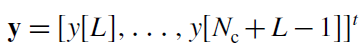 y = [y[L], . . . , y[N_c + L − 1]]^t